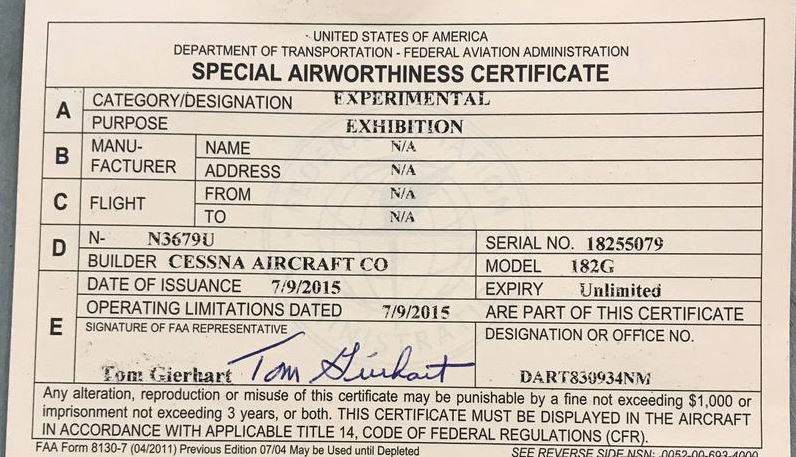 UNITED STATES OF AMERICA
DEPARTMENT OF TRANSPORTATION - FEDERAL AVIATION ADMINISTRATION
SPECIAL AIRWORTHINESS CERTIFICATE
A CATEGORY/DESIGNATION EXPERIMENTAL
PURPOSE EXHIBITION
B MANU-FACTURER NAME N/A
ADDRESS N/A
C FLIGHT FROM N/A
TO N/A
D N- N3679U SERIAL NO. 18255079
BUILDER CESSNA AIRCRAFT CO MODEL 182G
E DATE OF ISSUANCE 7/9/2015 EXPIRY Unlimited
OPERATING LIMITATIONS DATED 7/9/2015 ARE PART OF THIS CERTIFICATE
SIGNATURE OF FAA REPRESENTATIVE DESIGNATION OR OFFICE NO.
Tom Gierhart Tom Gierhart DART830934NM
Any alteration, reproduction or misuse of this certificate may be punishable by a fine not exceeding $1,000 or
imprisonment not exceeding 3 years, or both. THIS CERTIFICATE MUST BE DISPLAYED IN THE AIRCRAFT
IN ACCORDANCE WITH APPLICABLE TITLE 14, CODE OF FEDERAL REGULATIONS (CFR).
FAA Form 8130-7 (04/2011) Previous Edition 07/04 May be Used until Depleted SEE REVERSE SIDE NSN: 0052-00-693-4000